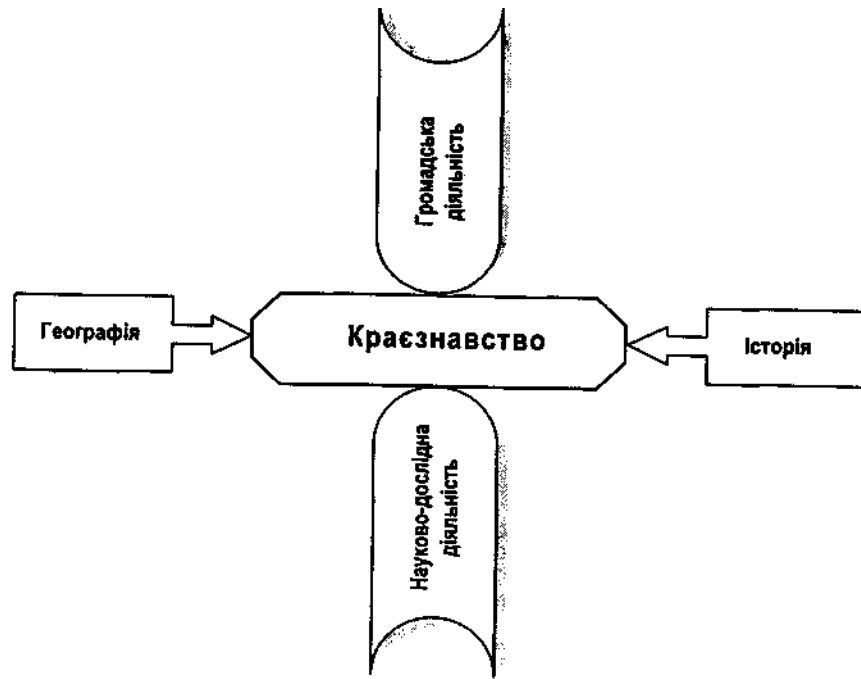 Громадська
діяльність
Географія
Краєзнавство
Історія
Науково-дослідна
діяльність